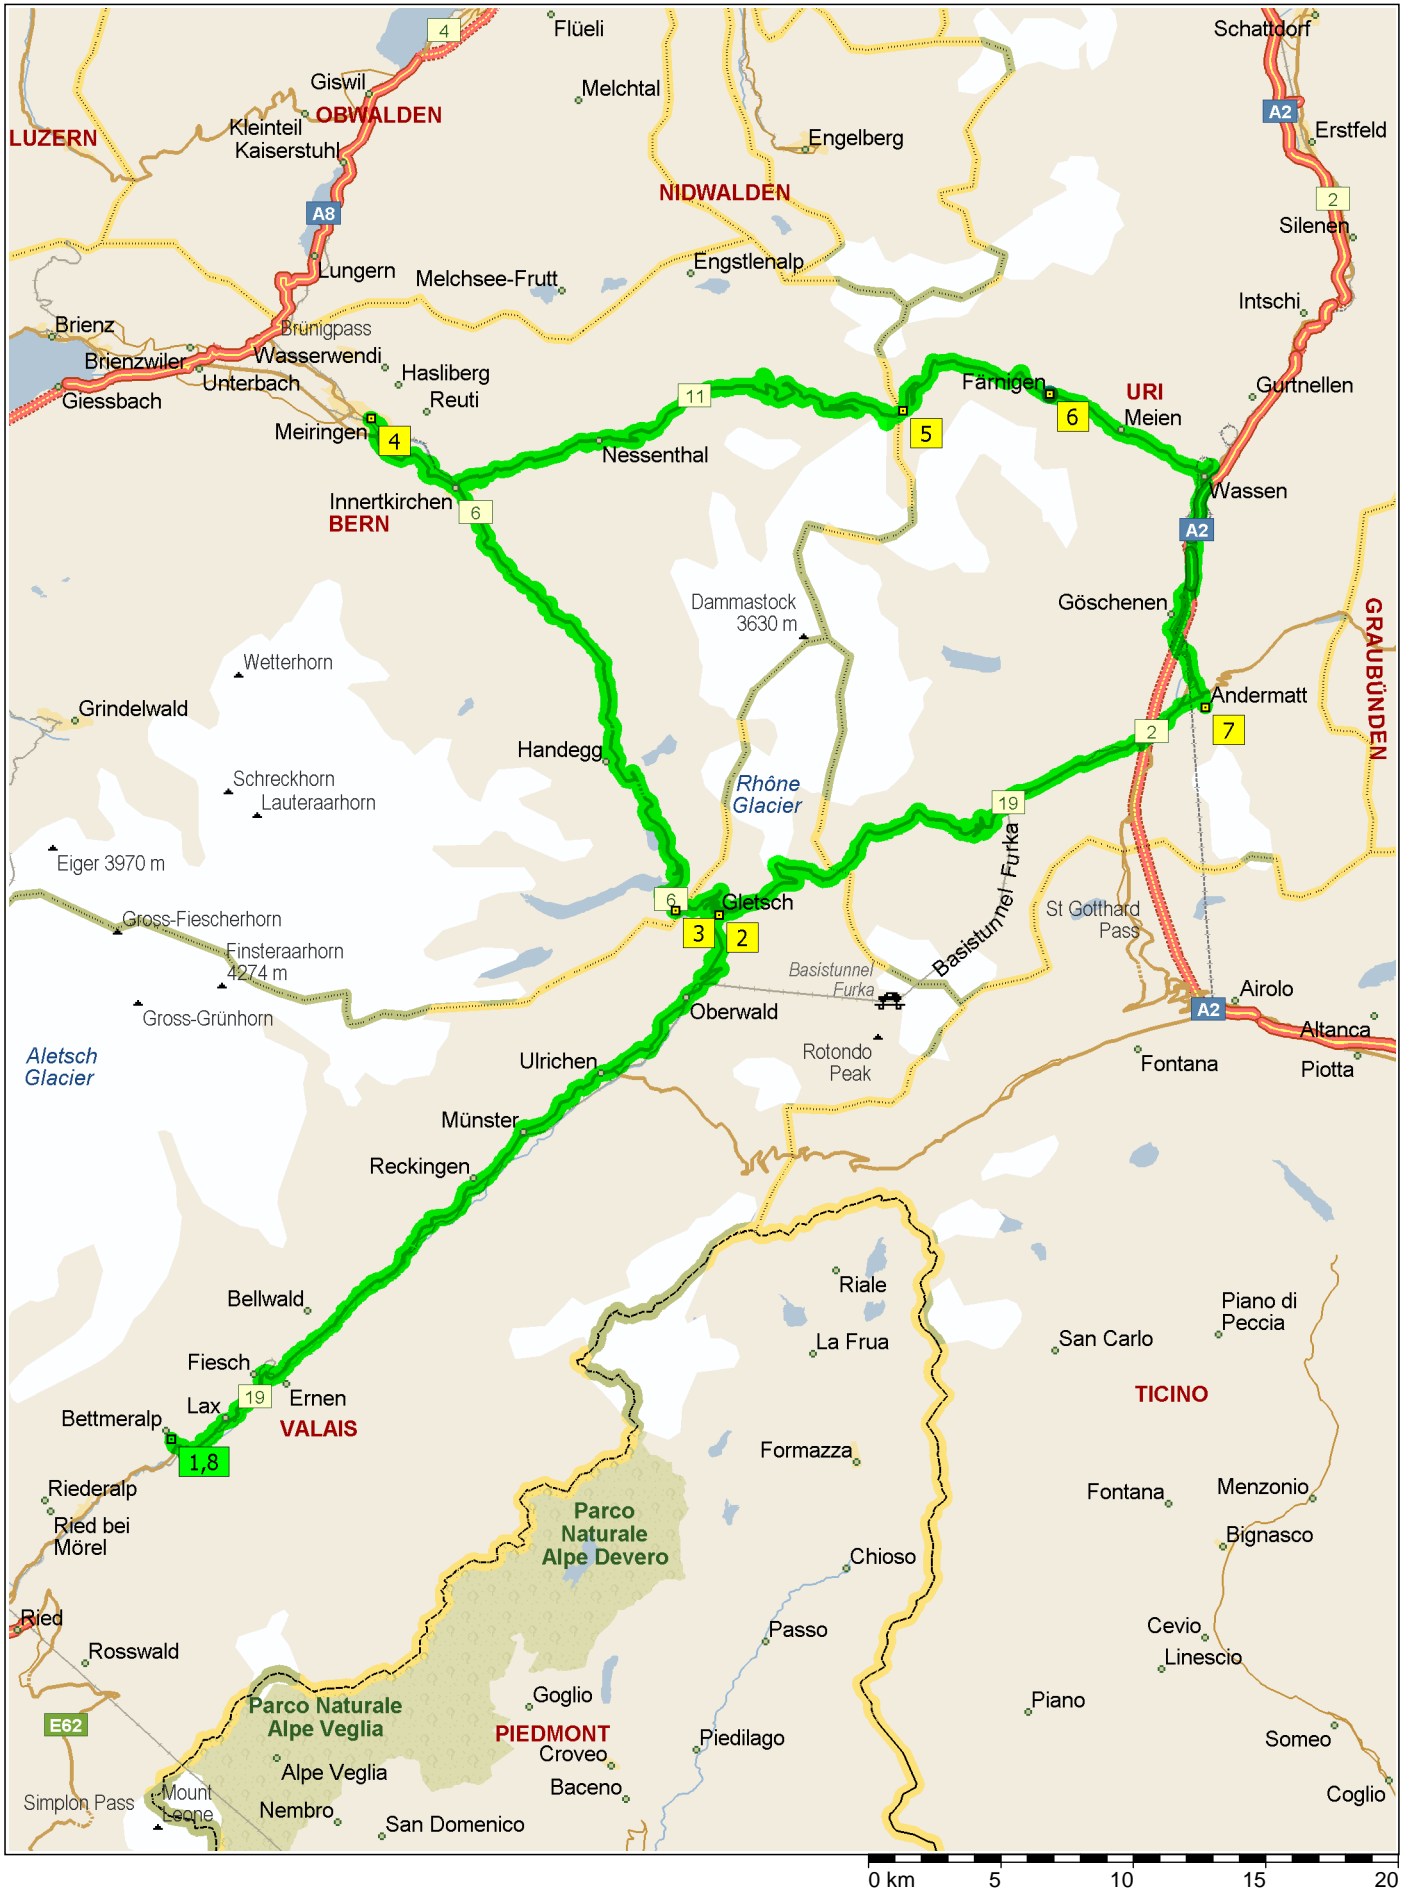 4
Flüeli
Schattdorf
Giswil
Melchtal
OBWALDEN
A2
Kleinteil
Erstfeld
LUZERN
Engelberg
Kaiserstuhl
NIDWALDEN
2
A8
Silenen
Engstlenalp
Lungern
Melchsee-Frutt
Intschi
Brienz
Brünigpass
Brienzwiler
Wasserwendi
Hasliberg
Färnigen
Unterbach
Gurtnellen
URI
11
Giessbach
Reuti
6
Meien
Meiringen
4
5
Nessenthal
Wassen
Innertkirchen
6
BERN
A2
Dammastock
3630 m
Göschenen
GRAUBÜNDEN
Wetterhorn
Andermatt
Grindelwald
7
2
Handegg
Schreckhorn
Rhône
Glacier
Lauteraarhorn
19
Eiger 3970 m
Basistunnel Furka
6
Gletsch
St Gotthard
Pass
Gross-Fiescherhorn
3
2
Finsteraarhorn
4274 m
Basistunnel
Furka
Airolo
Gross-Grünhorn
Oberwald
A2
Altanca
Aletsch
Glacier
Ulrichen
Rotondo
Peak
Fontana
Piotta
Münster
Reckingen
Riale
Bellwald
Piano di
Peccia
La Frua
San Carlo
Fiesch
19
Ernen
TICINO
Lax
Bettmeralp
VALAIS
1,8
Formazza
Riederalp
Fontana
Menzonio
Parco
Naturale
Alpe Devero
Ried bei
Mörel
Bignasco
Chioso
Ried
Passo
Cevio
Rosswald
Linescio
Goglio
Piano
Parco Naturale
Alpe Veglia
E62
PIEDMONT
Piedilago
Someo
Croveo
Alpe Veglia
Baceno
Mount
Leone
Simplon Pass
Coglio
Nembro
San Domenico
0 km
5
10
15
20